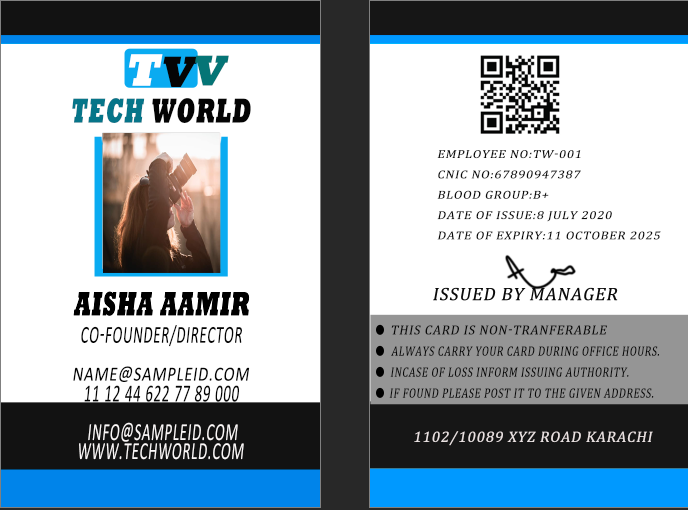 TVV
TECH WORLD
AISHA AAMIR
CO-FOUNDER/DIRECTOR
NAME@SAMPLEID.COM
11 12 44 622 77 89 000
INFO@SAMPLEID.COM
WWW.TECHWORLD.COM
EMPLOYEE NO:TW-001
CNIC NO:67890947387
BLOOD GROUP:B+
DATE OF ISSUE:8 JULY 2020
DATE OF EXPIRY:11 OCTOBER 2025
ISSUED BY MANAGER
● THIS CARD IS NON-TRANFERABLE
● ALWAYS CARRY YOUR CARD DURING OFFICE HOURS.
● INCASE OF LOSS INFORM ISSUING AUTHORITY.
● IF FOUND PLEASE POST IT TO THE GIVEN ADDRESS.
1102/10089 XYZ ROAD KARACHI